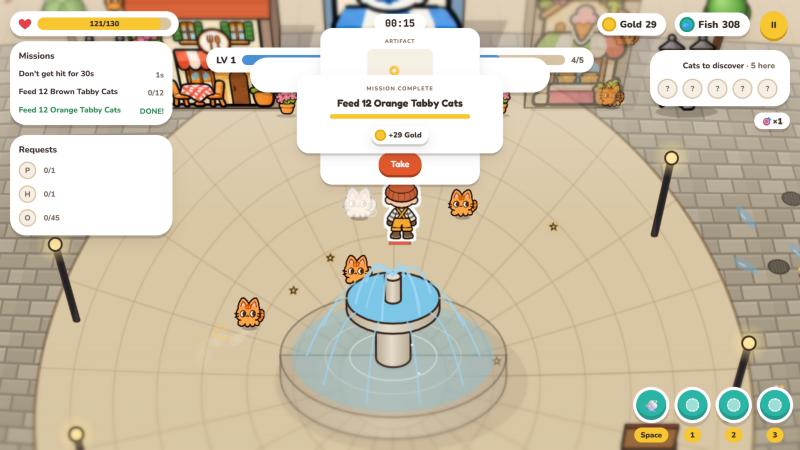 121/130
00:15
Gold 29
Fish 308
Missions
Don't get hit for 30s
1s
Feed 12 Brown Tabby Cats
0/12
Feed 12 Orange Tabby Cats
DONE!
LV 1
4/5
ARTIFACT
MISSION COMPLETE
Feed 12 Orange Tabby Cats
+29 Gold
Take
Cats to discover · 5 here
? ? ? ? ?
×1
Requests
P 0/1
H 0/1
O 0/45
Space 1 2 3